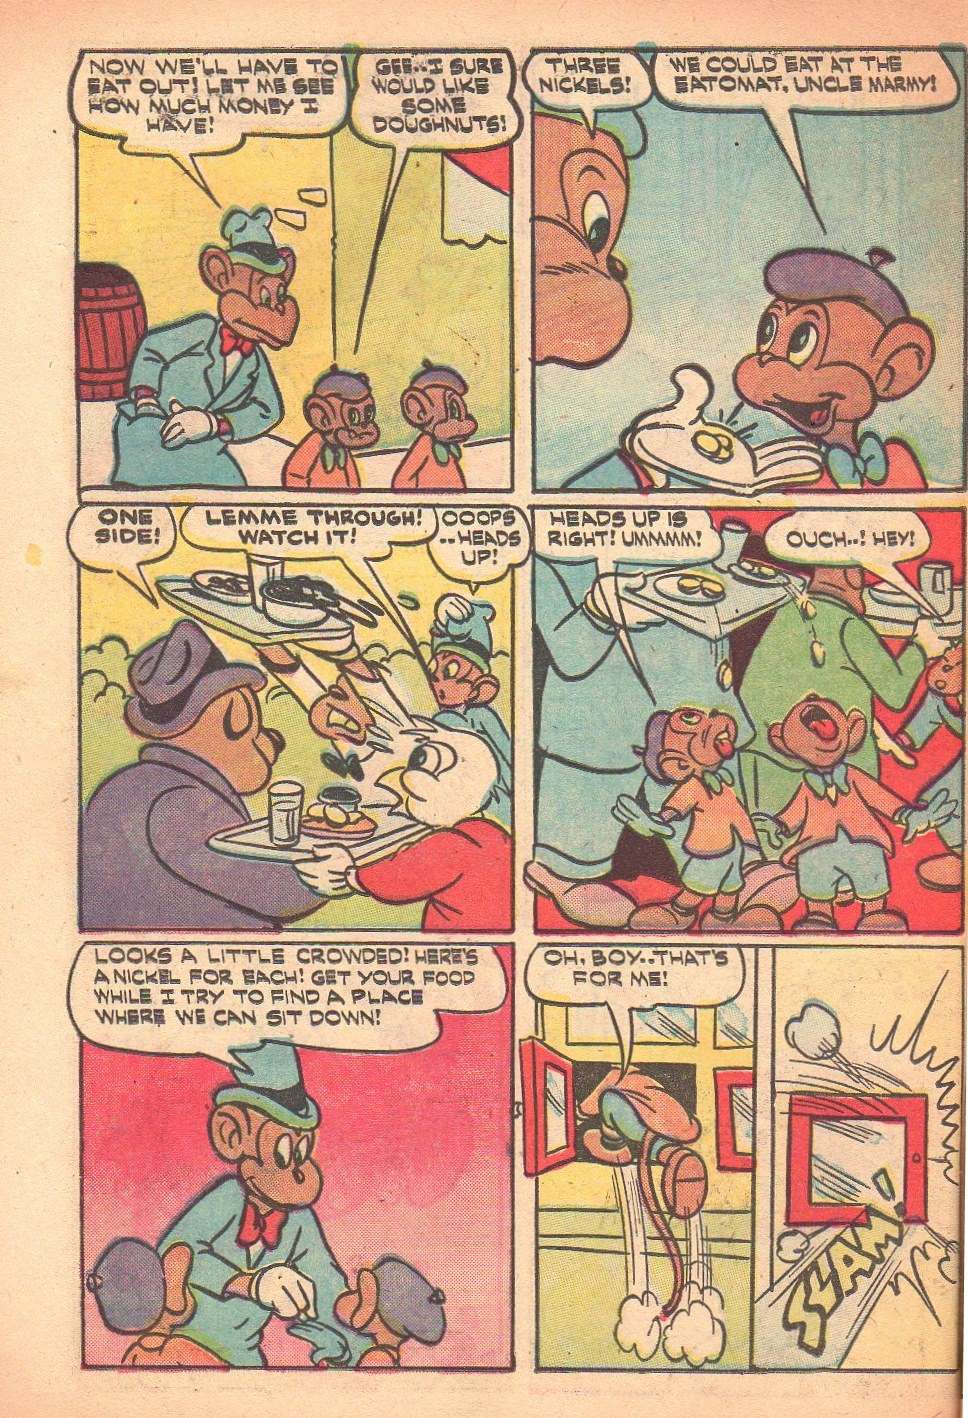 NOW WE'LL HAVE TO
EAT OUT! LET ME SEE
HOW MUCH MONEY I
HAVE!
GEE..I SURE
WOULD LIKE
SOME
DOUGHNUTS!
THREE
NICKELS!
WE COULD EAT AT THE
EATOMAT, UNCLE MARMY!
ONE
SIDE!
LEMME THROUGH!
WATCH IT!
OOOPS
..HEADS
UP!
HEADS UP IS
RIGHT! UMMMMM!
OUCH..! HEY!
LOOKS A LITTLE CROWDED! HERE'S
A NICKEL FOR EACH! GET YOUR FOOD
WHILE I TRY TO FIND A PLACE
WHERE WE CAN SIT DOWN!
OH, BOY..THAT'S
FOR ME!
SLAM!